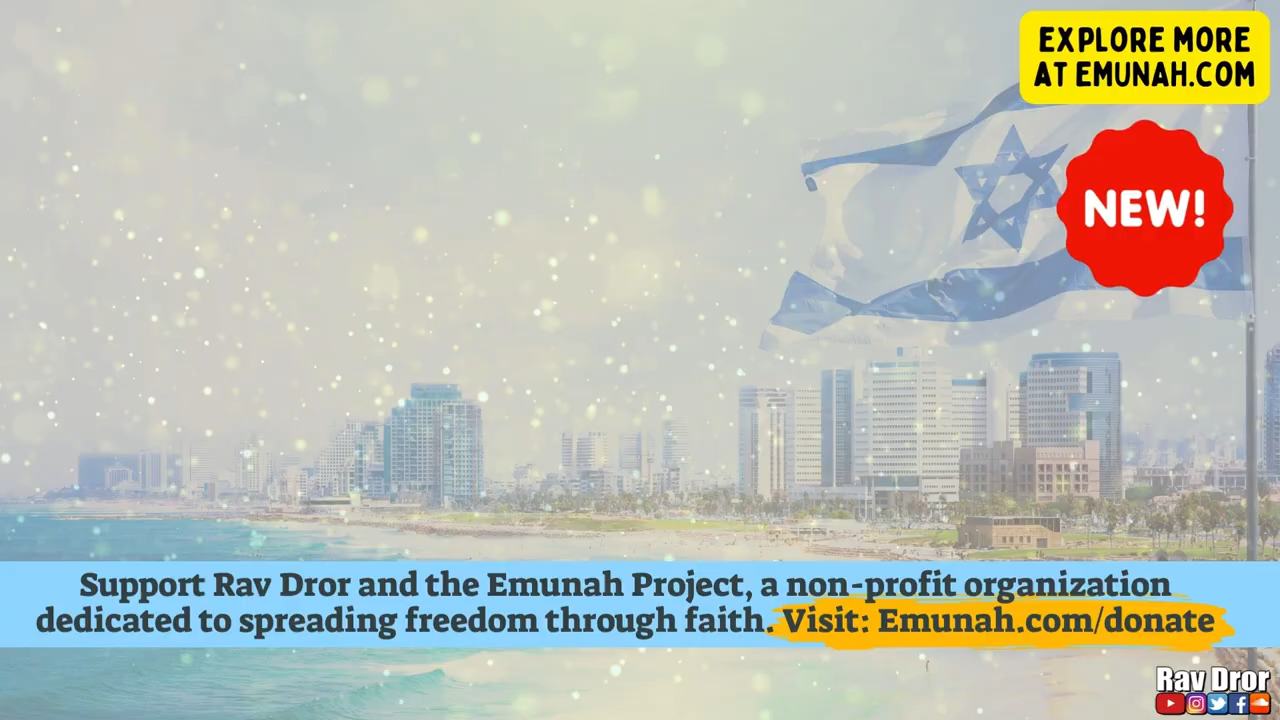 EXPLORE MORE
AT EMUNAH.COM
NEW!
Support Rav Dror and the Emunah Project, a non-profit organization
dedicated to spreading freedom through faith. Visit: Emunah.com/donate
Rav Dror